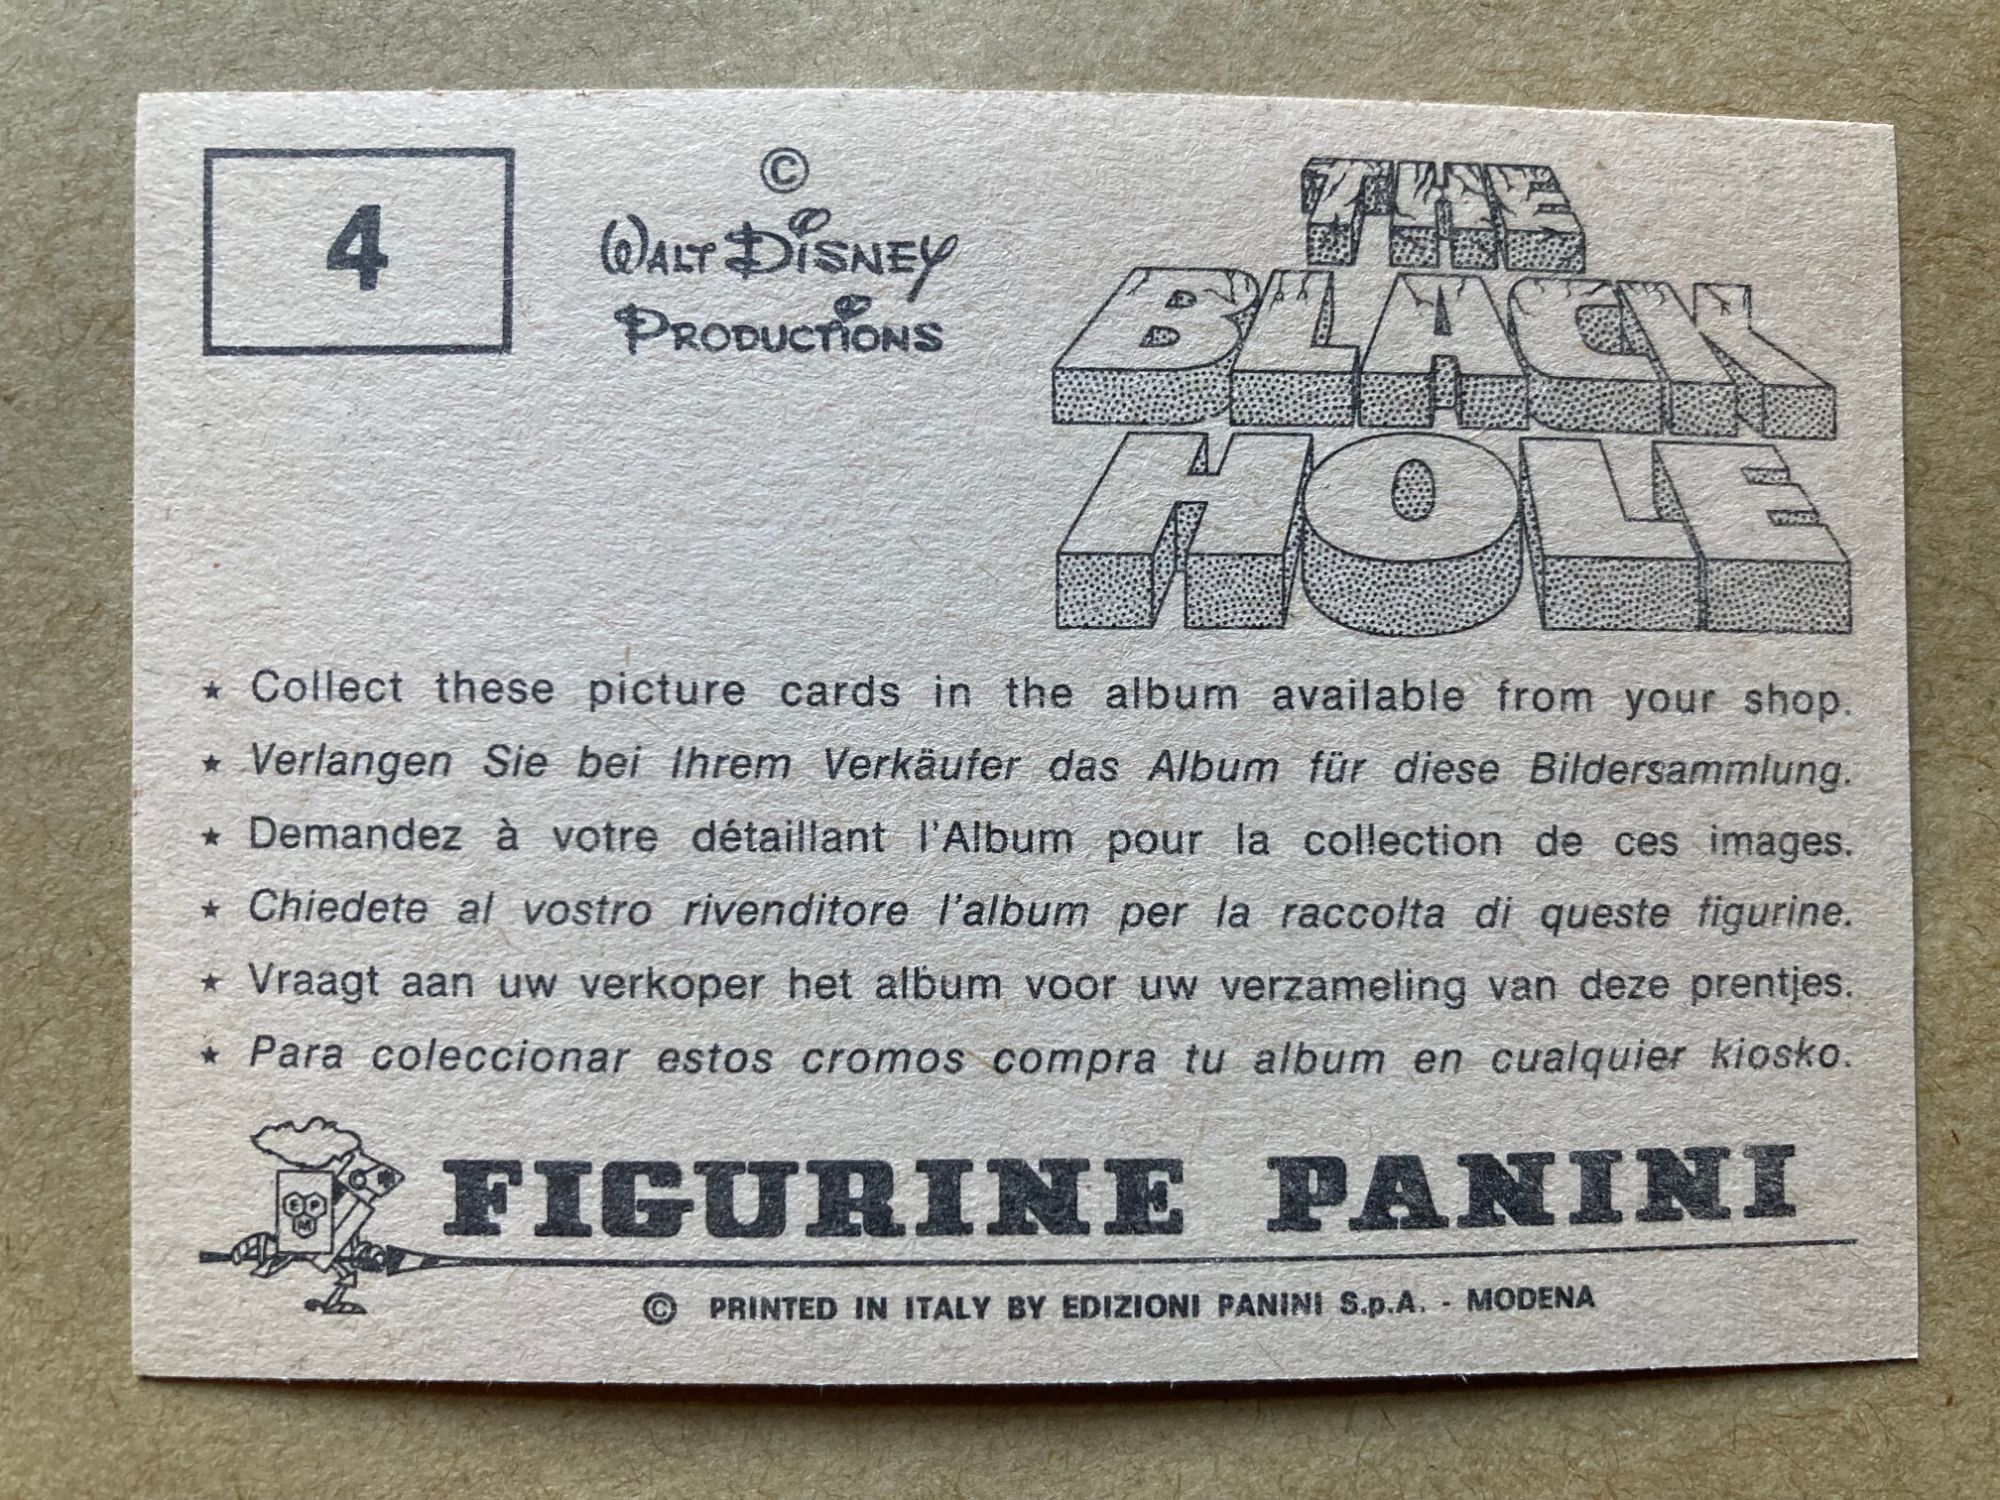 4
©
WALT DISNEY
PRODUCTIONS
THE
BLACK
HOLE
★ Collect these picture cards in the album available from your shop.
★ Verlangen Sie bei Ihrem Verkäufer das Album für diese Bildersammlung.
★ Demandez à votre détaillant l'Album pour la collection de ces images.
★ Chiedete al vostro rivenditore l'album per la raccolta di queste figurine.
★ Vraagt aan uw verkoper het album voor uw verzameling van deze prentjes.
★ Para coleccionar estos cromos compra tu album en cualquier kiosko.
EPM
FIGURINE PANINI
© PRINTED IN ITALY BY EDIZIONI PANINI S.p.A. - MODENA